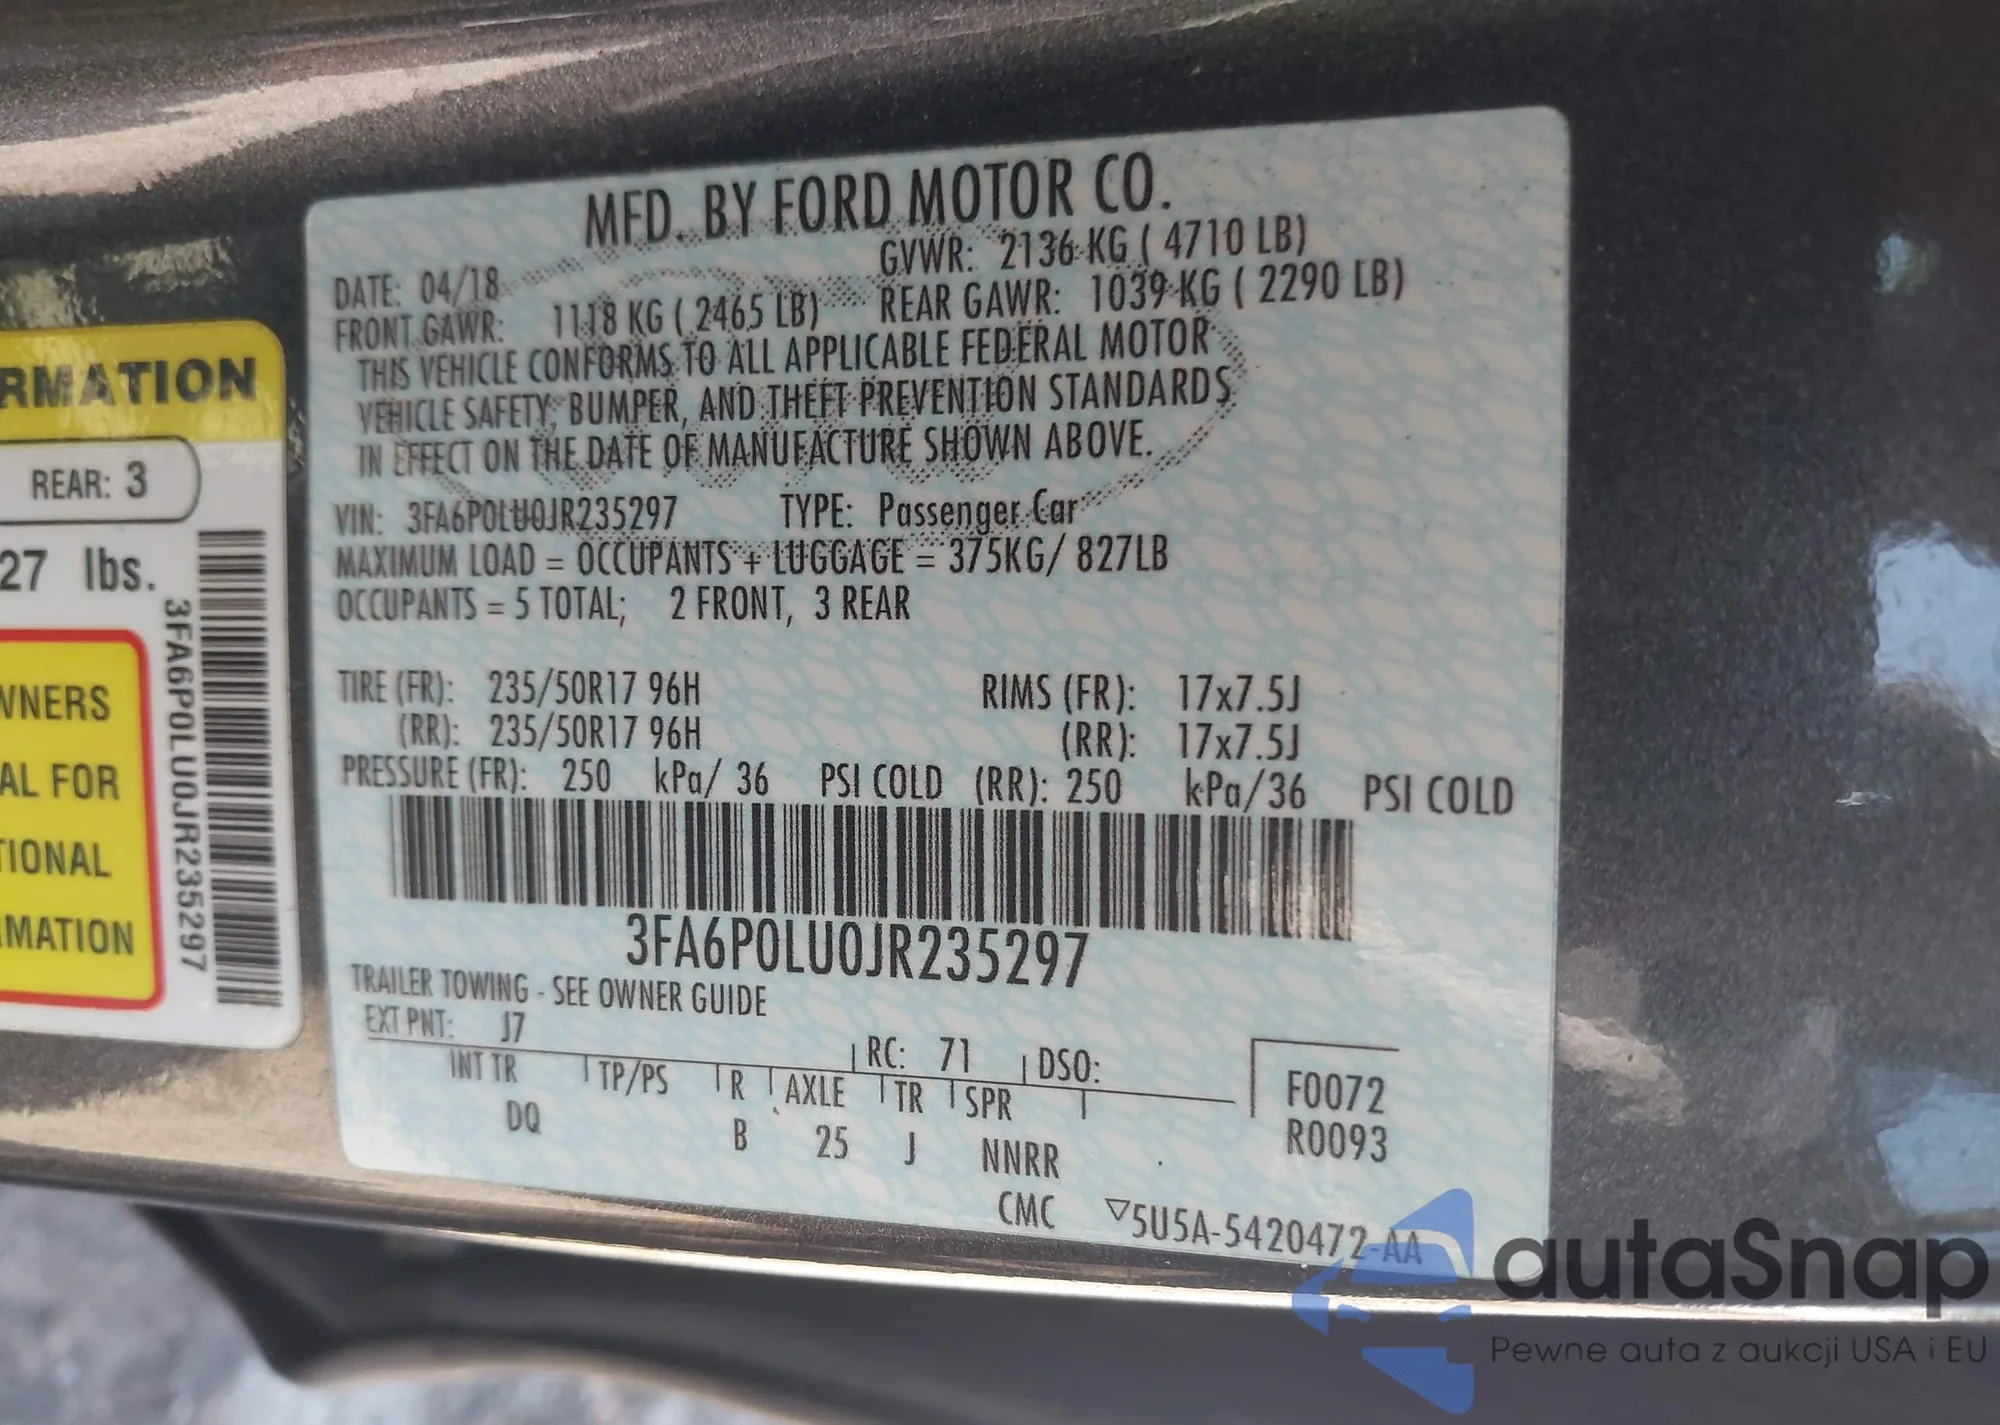 RMATION
REAR: 3
27 lbs.
3FA6P0LU0JR235297
WNERS
AL FOR
TIONAL
MATION
MFD. BY FORD MOTOR CO.
DATE: 04/18 GVWR: 2136 KG ( 4710 LB)
FRONT GAWR: 1118 KG ( 2465 LB) REAR GAWR: 1039 KG ( 2290 LB)
THIS VEHICLE CONFORMS TO ALL APPLICABLE FEDERAL MOTOR
VEHICLE SAFETY, BUMPER, AND THEFT PREVENTION STANDARDS
IN EFFECT ON THE DATE OF MANUFACTURE SHOWN ABOVE.
VIN: 3FA6P0LU0JR235297 TYPE: Passenger Car
MAXIMUM LOAD = OCCUPANTS + LUGGAGE = 375KG/ 827LB
OCCUPANTS = 5 TOTAL; 2 FRONT, 3 REAR
TIRE (FR): 235/50R17 96H RIMS (FR): 17x7.5J
(RR): 235/50R17 96H (RR): 17x7.5J
PRESSURE (FR): 250 kPa/ 36 PSI COLD (RR): 250 kPa/36 PSI COLD
3FA6P0LU0JR235297
TRAILER TOWING - SEE OWNER GUIDE
EXT PNT: J7 RC: 71 DSO:
INT TR TP/PS R AXLE TR SPR F0072
DQ B 25 J NNRR R0093
CMC ▽5U5A-5420472-AA
autaSnap
Pewne auta z aukcji USA i EU